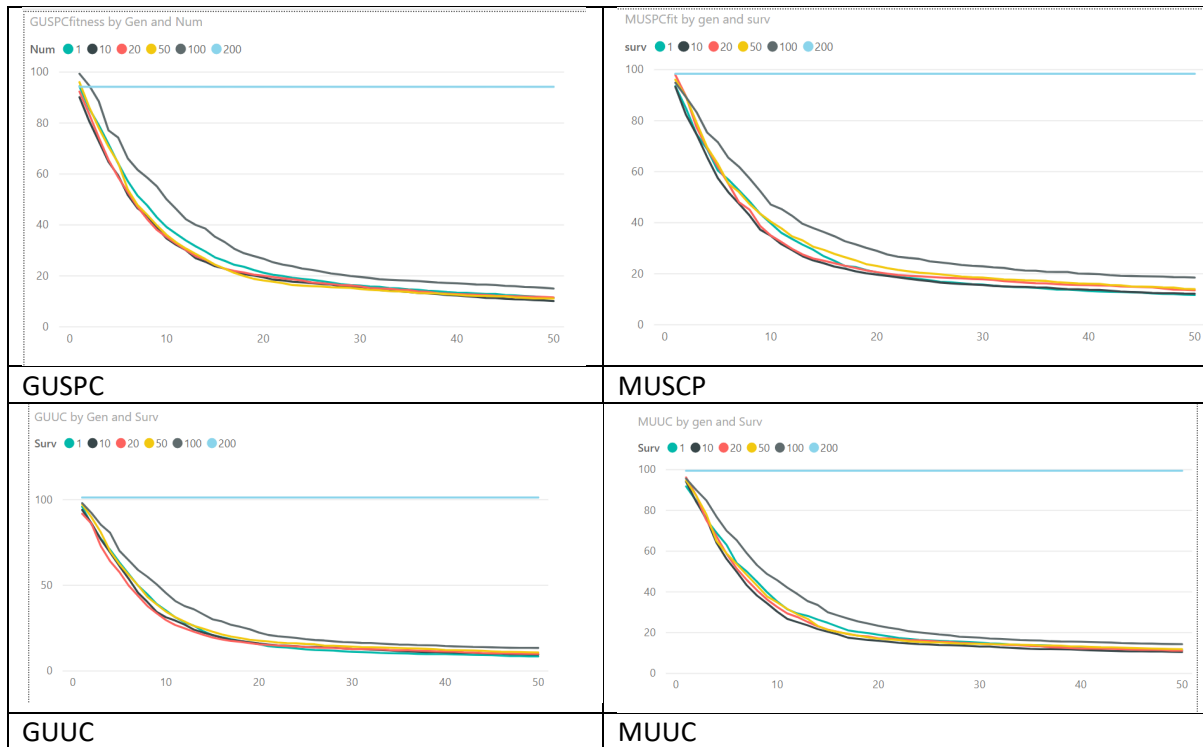 GUSPCfitness by Gen and Num
Num 1 10 20 50 100 200
100
80
60
40
20
0
0 10 20 30 40 50
GUSPC
MUSPCfit by gen and surv
surv 1 10 20 50 100 200
100
80
60
40
20
0
0 10 20 30 40 50
MUSCP
GUUC by Gen and Surv
Surv 1 10 20 50 100 200
100
50
0
0 10 20 30 40 50
GUUC
MUUC by gen and Surv
Surv 1 10 20 50 100 200
100
80
60
40
20
0
0 10 20 30 40 50
MUUC